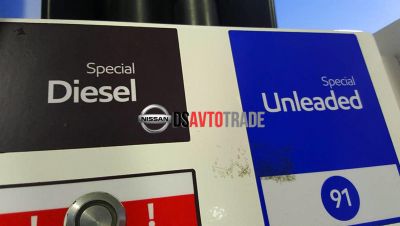 Special
Diesel
Special
Unleaded
NISSAN DSAVTOTRADE
91
! !